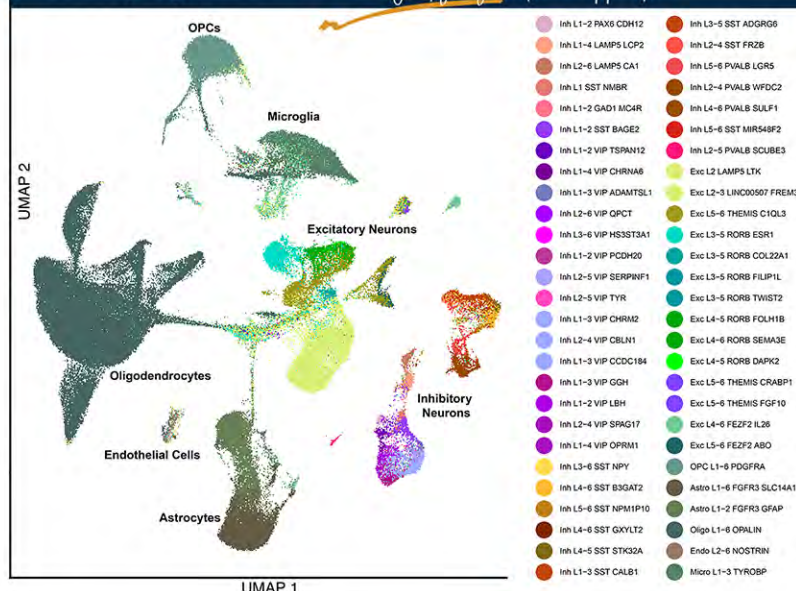 OPCs
Microglia
Excitatory Neurons
Oligodendrocytes
Inhibitory
Neurons
Endothelial Cells
Astrocytes
UMAP 2
UMAP 1
Inh L1-2 PAX6 CDH12
Inh L1-4 LAMP5 LCP2
Inh L2-6 LAMP5 CA1
Inh L1 SST NMBR
Inh L1-2 GAD1 MC4R
Inh L1-2 SST BAGE2
Inh L1-2 VIP TSPAN12
Inh L1-4 VIP CHRNA6
Inh L1-3 VIP ADAMTSL1
Inh L2-6 VIP QPCT
Inh L3-6 VIP HS3ST3A1
Inh L1-2 VIP PCDH20
Inh L2-5 VIP SERPINF1
Inh L2-5 VIP TYR
Inh L1-3 VIP CHRM2
Inh L2-4 VIP CBLN1
Inh L1-3 VIP CCDC184
Inh L1-3 VIP GGH
Inh L1-2 VIP LBH
Inh L2-4 VIP SPAG17
Inh L1-4 VIP OPRM1
Inh L3-6 SST NPY
Inh L4-6 SST B3GAT2
Inh L5-6 SST NPM1P10
Inh L4-6 SST GXYLT2
Inh L4-5 SST STK32A
Inh L1-3 SST CALB1
Inh L3-5 SST ADGRG6
Inh L2-4 SST FRZB
Inh L5-6 PVALB LGR5
Inh L2-4 PVALB WFDC2
Inh L4-6 PVALB SULF1
Inh L5-6 SST MIR548F2
Inh L2-5 PVALB SCUBE3
Exc L2 LAMP5 LTK
Exc L2-3 LINC00507 FREM3
Exc L5-6 THEMIS C1QL3
Exc L3-5 RORB ESR1
Exc L3-5 RORB COL22A1
Exc L3-5 RORB FILIP1L
Exc L3-5 RORB TWIST2
Exc L4-5 RORB FOLH1B
Exc L4-6 RORB SEMA3E
Exc L4-5 RORB DAPK2
Exc L5-6 THEMIS CRABP1
Exc L5-6 THEMIS FGF10
Exc L4-6 FEZF2 IL26
Exc L5-6 FEZF2 ABO
OPC L1-6 PDGFRA
Astro L1-6 FGFR3 SLC14A1
Astro L1-2 FGFR3 GFAP
Oligo L1-6 OPALIN
Endo L2-6 NOSTRIN
Micro L1-3 TYROBP